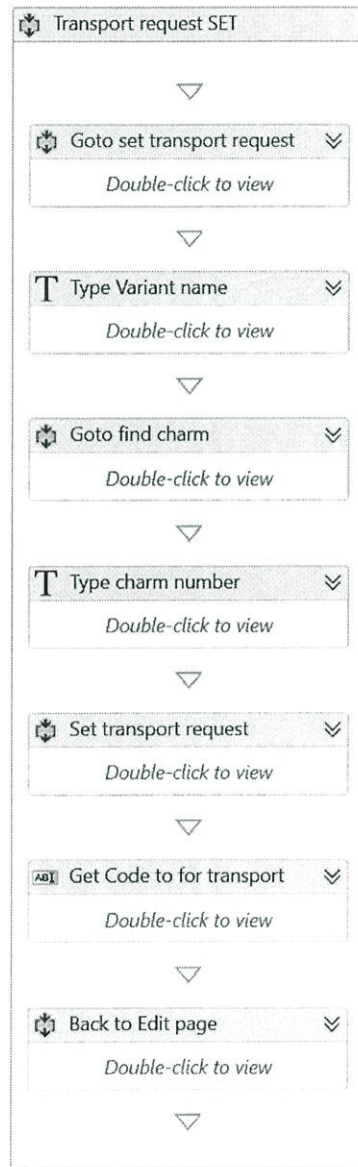 Transport request SET
Goto set transport request
Double-click to view
T Type Variant name
Double-click to view
Goto find charm
Double-click to view
T Type charm number
Double-click to view
Set transport request
Double-click to view
ABI Get Code to for transport
Double-click to view
Back to Edit page
Double-click to view